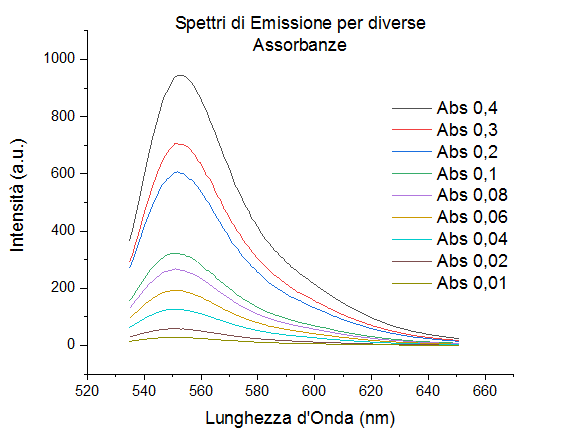 Spettri di Emissione per diverse
Assorbanze
1000
800
600
400
200
0
Intensità (a.u.)
Abs 0,4
Abs 0,3
Abs 0,2
Abs 0,1
Abs 0,08
Abs 0,06
Abs 0,04
Abs 0,02
Abs 0,01
520 540 560 580 600 620 640 660
Lunghezza d'Onda (nm)